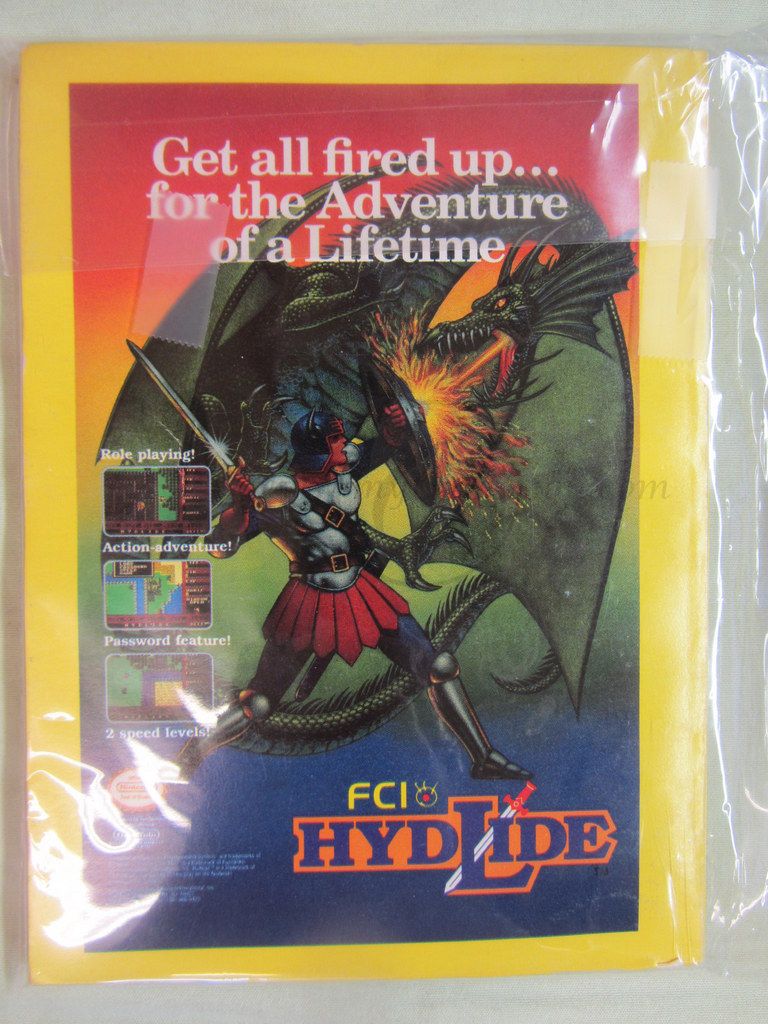 Get all fired up...
for the Adventure
of a Lifetime
Role playing!
Action-adventure!
Password feature!
2 speed levels!
FCI
HYDLIDE